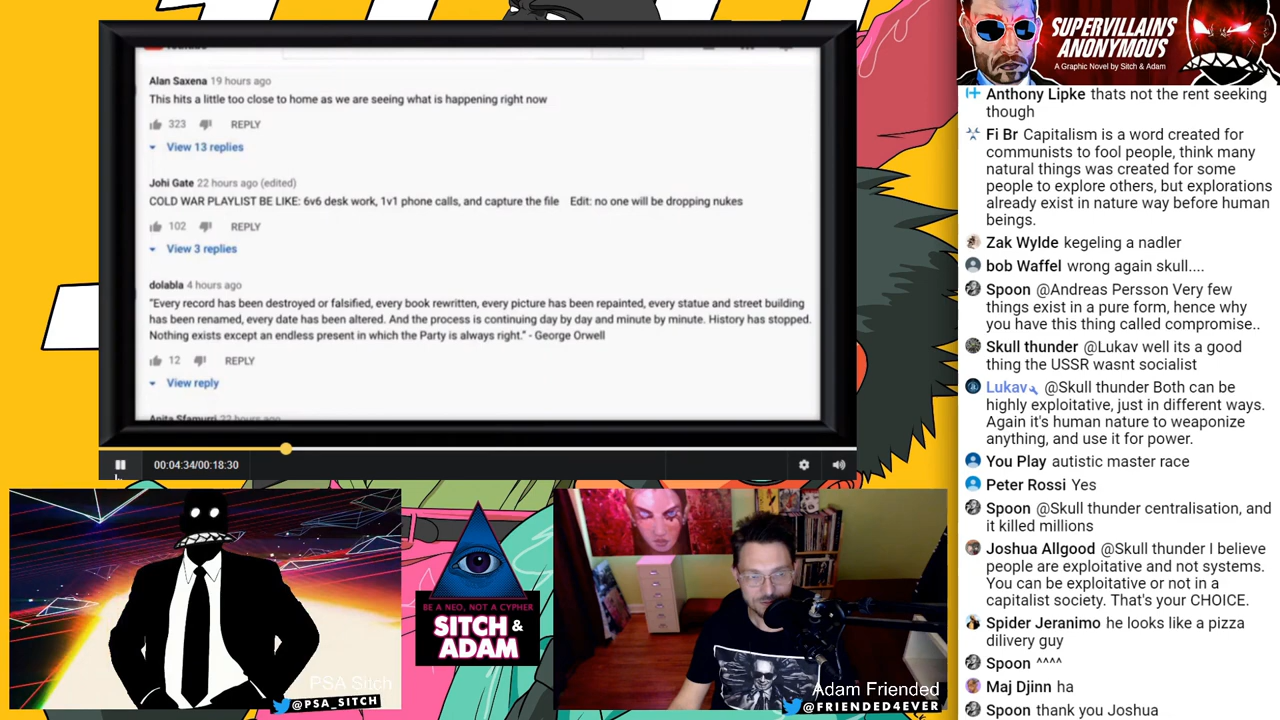 Alan Saxena 19 hours ago
This hits a little too close to home as we are seeing what is happening right now
323 REPLY
View 13 replies
Johi Gate 22 hours ago (edited)
COLD WAR PLAYLIST BE LIKE: 6v6 desk work, 1v1 phone calls, and capture the file Edit: no one will be dropping nukes
102 REPLY
View 3 replies
dolabla 4 hours ago
"Every record has been destroyed or falsified, every book rewritten, every picture has been repainted, every statue and street building
has been renamed, every date has been altered. And the process is continuing day by day and minute by minute. History has stopped.
Nothing exists except an endless present in which the Party is always right." - George Orwell
12 REPLY
View reply
Anita Sfamurri 22 hours ago
00:04:34/00:18:30
PSA Sitch
@PSA_SITCH
BE A NEO, NOT A CYPHER
SITCH &
ADAM
Adam Friended
@FRIENDED4EVER
SUPERVILLAINS
ANONYMOUS
A Graphic Novel by Sitch & Adam
Anthony Lipke thats not the rent seeking
though
Fi Br Capitalism is a word created for
communists to fool people, think many
natural things was created for some
people to explore others, but explorations
already exist in nature way before human
beings.
Zak Wylde kegeling a nadler
bob Waffel wrong again skull....
Spoon @Andreas Persson Very few
things exist in a pure form, hence why
you have this thing called compromise..
Skull thunder @Lukav well its a good
thing the USSR wasnt socialist
Lukav @Skull thunder Both can be
highly exploitative, just in different ways.
Again it's human nature to weaponize
anything, and use it for power.
You Play autistic master race
Peter Rossi Yes
Spoon @Skull thunder centralisation, and
it killed millions
Joshua Allgood @Skull thunder I believe
people are exploitative and not systems.
You can be exploitative or not in a
capitalist society. That's your CHOICE.
Spider Jeranimo he looks like a pizza
dilivery guy
Spoon ^^^^
Maj Djinn ha
Spoon thank you Joshua